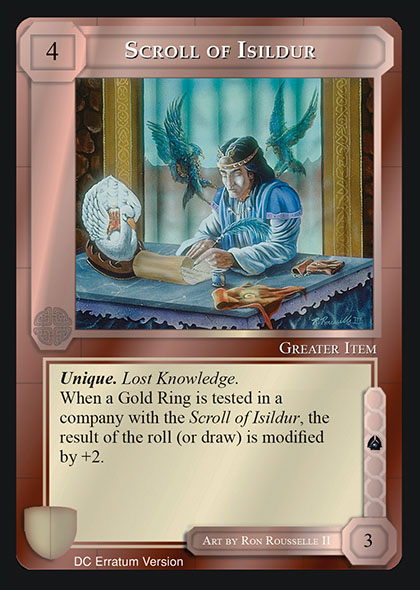 4
SCROLL OF ISILDUR
GREATER ITEM
Unique. Lost Knowledge.
When a Gold Ring is tested in a
company with the Scroll of Isildur, the
result of the roll (or draw) is modified
by +2.
ART BY RON ROUSSELLE II
3
DC Erratum Version